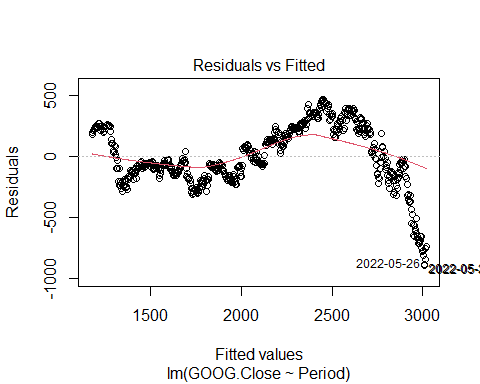 Residuals vs Fitted
Residuals
500
0
-500
-1000
2022-05-26
1500
2000
2500
3000
Fitted values
lm(GOOG.Close ~ Period)